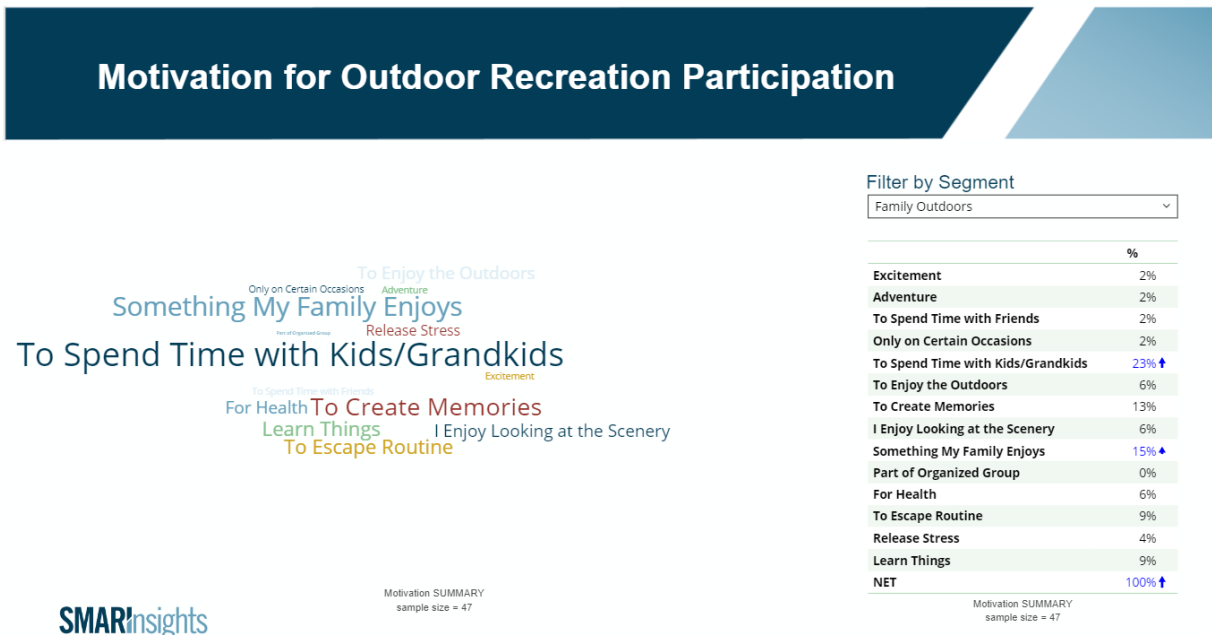 Motivation for Outdoor Recreation Participation
Filter by Segment
Family Outdoors
To Enjoy the Outdoors
Only on Certain Occasions
Adventure
Something My Family Enjoys
Part of Organized Group
Release Stress
To Spend Time with Kids/Grandkids
Excitement
To Spend Time with Friends
For Health
To Create Memories
Learn Things
I Enjoy Looking at the Scenery
To Escape Routine
Motivation SUMMARY
sample size = 47
%
Excitement 2%
Adventure 2%
To Spend Time with Friends 2%
Only on Certain Occasions 2%
To Spend Time with Kids/Grandkids 23%
To Enjoy the Outdoors 6%
To Create Memories 13%
I Enjoy Looking at the Scenery 6%
Something My Family Enjoys 15%
Part of Organized Group 0%
For Health 6%
To Escape Routine 9%
Release Stress 4%
Learn Things 9%
NET 100%
Motivation SUMMARY
sample size = 47
SMARInsights